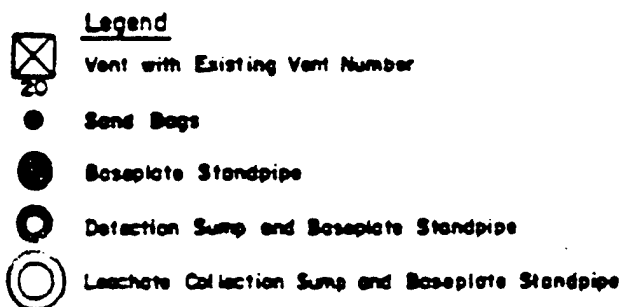 Legend
Vent with Existing Vent Number
20
Sand Bags
Baseplate Standpipe
Detection Sump and Baseplate Standpipe
Leachate Collection Sump and Baseplate Standpipe